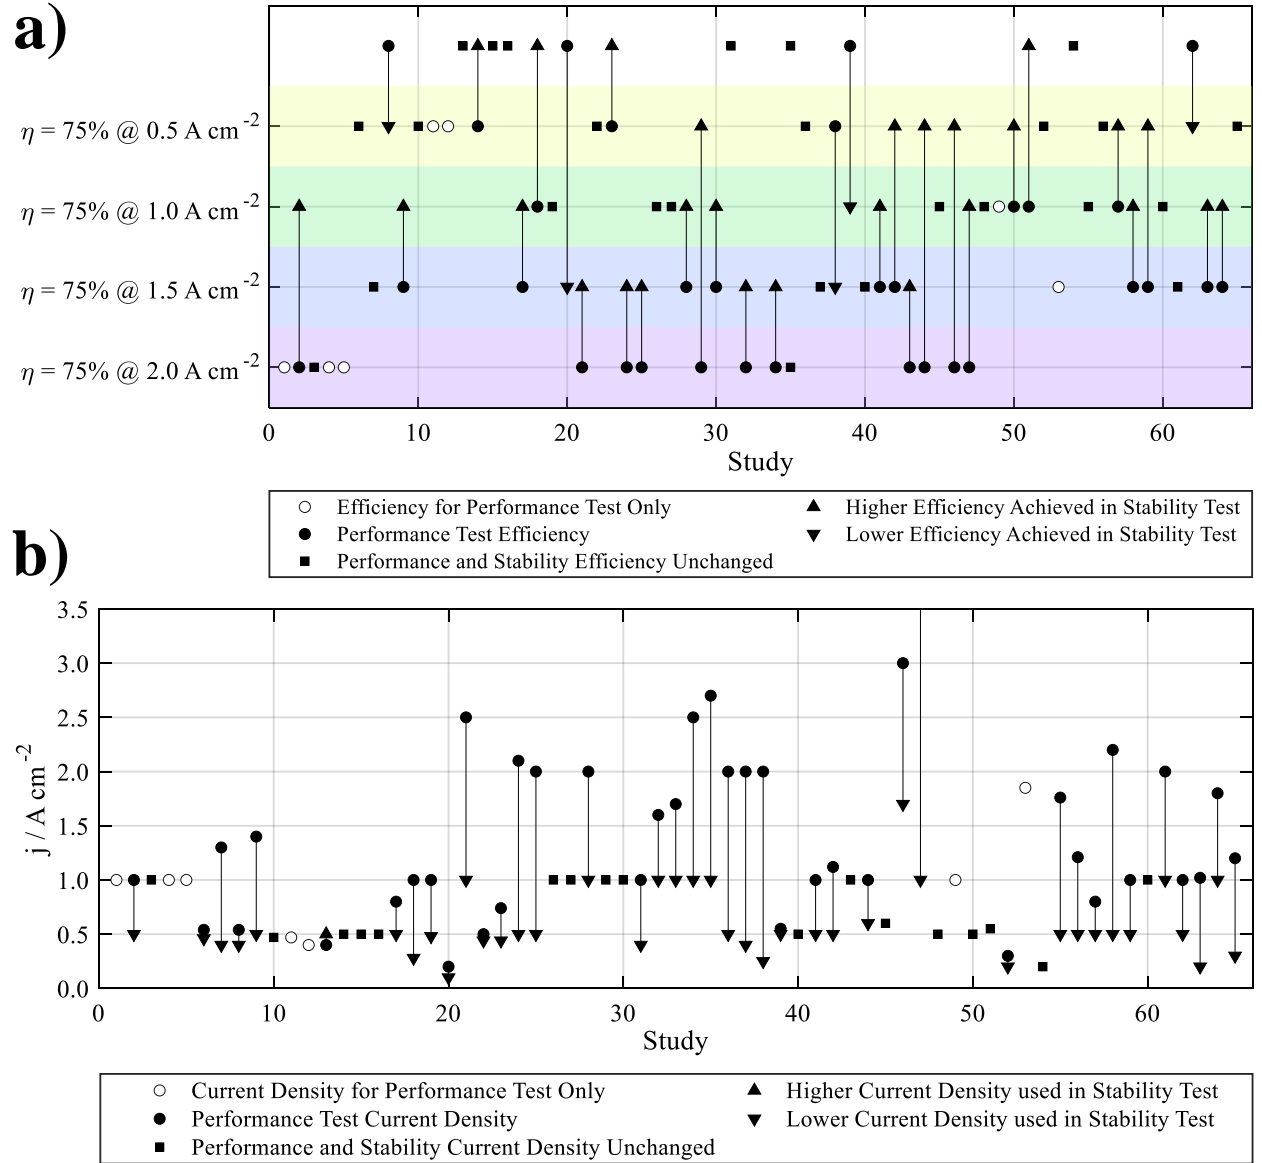 a)
η = 75% @ 0.5 A cm-2
η = 75% @ 1.0 A cm-2
η = 75% @ 1.5 A cm-2
η = 75% @ 2.0 A cm-2
0 10 20 30 40 50 60
Study
Efficiency for Performance Test Only
Performance Test Efficiency
Performance and Stability Efficiency Unchanged
Higher Efficiency Achieved in Stability Test
Lower Efficiency Achieved in Stability Test
b)
j / A cm-2
3.5
3.0
2.5
2.0
1.5
1.0
0.5
0.0
0 10 20 30 40 50 60
Study
Current Density for Performance Test Only
Performance Test Current Density
Performance and Stability Current Density Unchanged
Higher Current Density used in Stability Test
Lower Current Density used in Stability Test